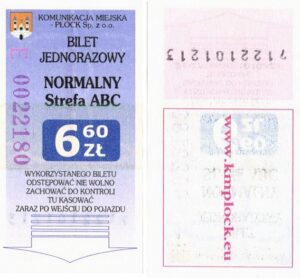 KOMUNIKACJA MIEJSKA
- PŁOCK Sp. z o.o.
BILET
JEDNORAZOWY
NORMALNY
Strefa ABC
6 60
ZŁ
WYKORZYSTANEGO BILETU
ODSTĘPOWAĆ NIE WOLNO
ZACHOWAĆ DO KONTROLI
TU KASOWAĆ
ZARAZ PO WEJŚCIU DO POJAZDU
E 0022180
7122101213
www.kmplock.eu